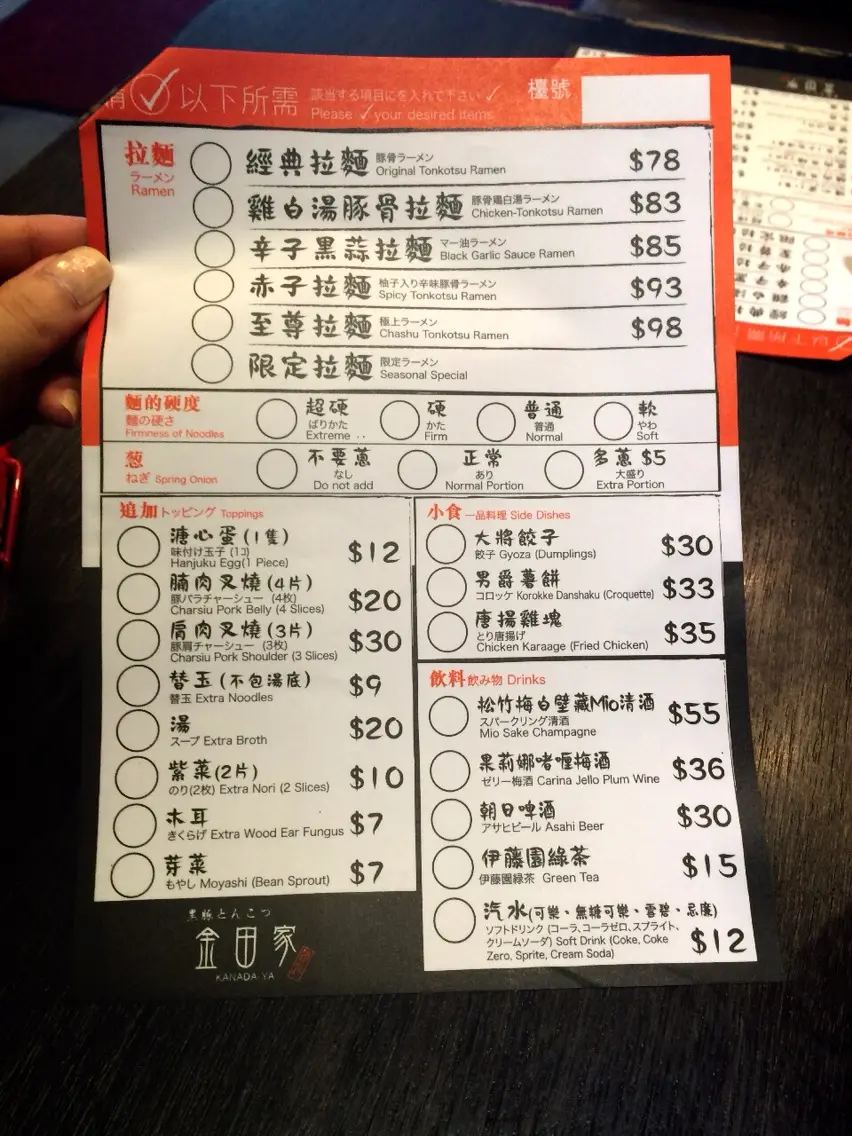 以下所需 該当する項目にを入れて下さい✓
Please ✓ your desired items
檯號
拉麵
ラーメン
Ramen
經典拉麵 豚骨ラーメン
Original Tonkotsu Ramen $78
雞白湯豚骨拉麵 豚骨鶏白湯ラーメン
Chicken-Tonkotsu Ramen $83
辛子黒蒜拉麵 マー油ラーメン
Black Garlic Sauce Ramen $85
赤子拉麵 柚子入り辛味豚骨ラーメン
Spicy Tonkotsu Ramen $93
至尊拉麵 極上ラーメン
Chashu Tonkotsu Ramen $98
限定拉麵 限定ラーメン
Seasonal Special
麵的硬度
麺の硬さ
Firmness of Noodles
超硬
ばりかた
Extreme
硬
かた
Firm
普通
普通
Normal
軟
やわ
Soft
葱
ねぎ Spring Onion
不要蔥
なし
Do not add
正常
あり
Normal Portion
多蔥 $5
大盛り
Extra Portion
追加 トッピング Toppings
溏心蛋(1隻)
味付け玉子 (1コ)
Hanjuku Egg(1 Piece) $12
腩肉叉燒(4片)
豚バラチャーシュー (4枚)
Charsiu Pork Belly (4 Slices) $20
肩肉叉燒(3片)
豚肩チャーシュー (3枚)
Charsiu Pork Shoulder (3 Slices) $30
替玉(不包湯底)
替玉 Extra Noodles $9
湯
スープ Extra Broth $20
紫菜(2片)
のり(2枚) Extra Nori (2 Slices) $10
木耳
きくらげ Extra Wood Ear Fungus $7
芽菜
もやし Moyashi (Bean Sprout) $7
小食 一品料理 Side Dishes
大將餃子
餃子 Gyoza (Dumplings) $30
男爵薯餅
コロッケ Korokke Danshaku (Croquette) $33
唐揚雞塊
とり唐揚げ
Chicken Karaage (Fried Chicken) $35
飲料 飲み物 Drinks
松竹梅白壁藏Mio清酒
スパークリング清酒
Mio Sake Champagne $55
果莉娜啫喱梅酒
ゼリー梅酒 Carina Jello Plum Wine $36
朝日啤酒
アサヒビール Asahi Beer $30
伊藤園綠茶
伊藤園緑茶 Green Tea $15
汽水(可樂、無糖可樂、雪碧、忌廉)
ソフトドリンク (コーラ、コーラゼロ、スプライト、
クリームソーダ) Soft Drink (Coke, Coke
Zero, Sprite, Cream Soda) $12
黒豚とんこつ
金田家
KANADA-YA